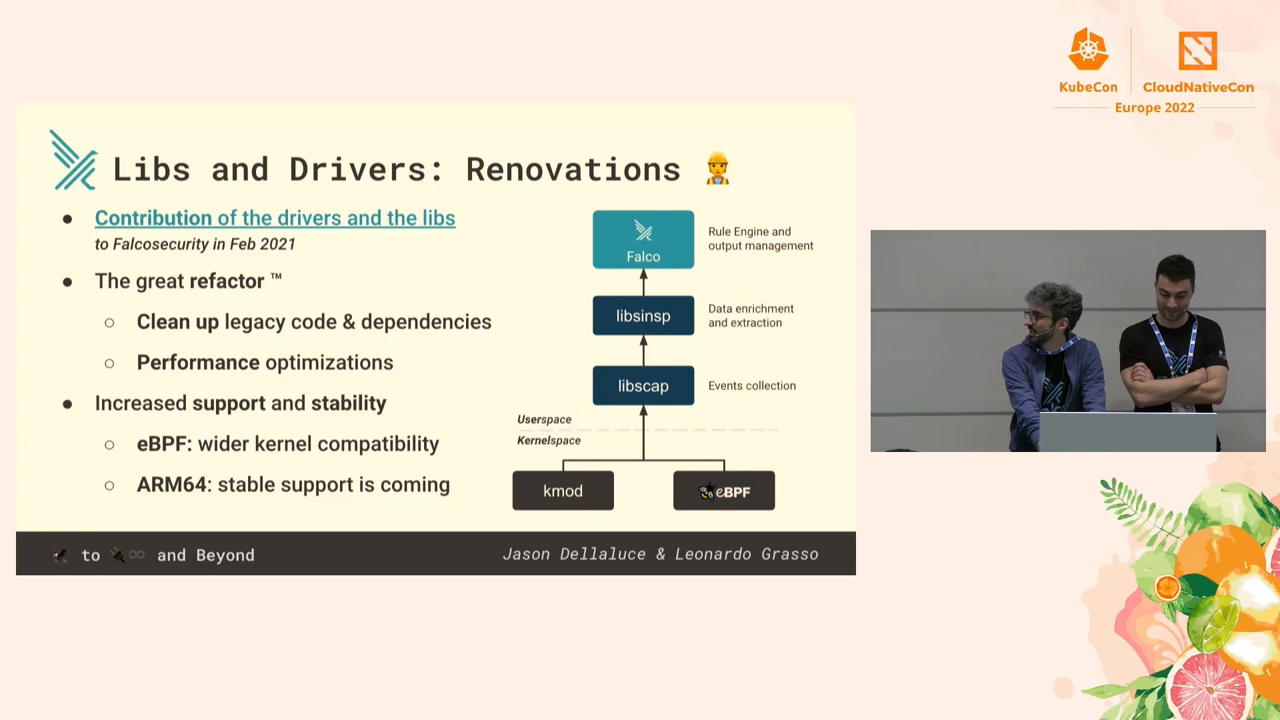 KubeCon
CloudNativeCon
Europe 2022
Libs and Drivers: Renovations
● Contribution of the drivers and the libs
to Falcosecurity in Feb 2021
● The great refactor ™
○ Clean up legacy code & dependencies
○ Performance optimizations
● Increased support and stability
○ eBPF: wider kernel compatibility
○ ARM64: stable support is coming
Falco
Rule Engine and
output management
libsinsp
Data enrichment
and extraction
libscap
Events collection
Userspace
Kernelspace
kmod
eBPF
to ∞ and Beyond
Jason Dellaluce & Leonardo Grasso